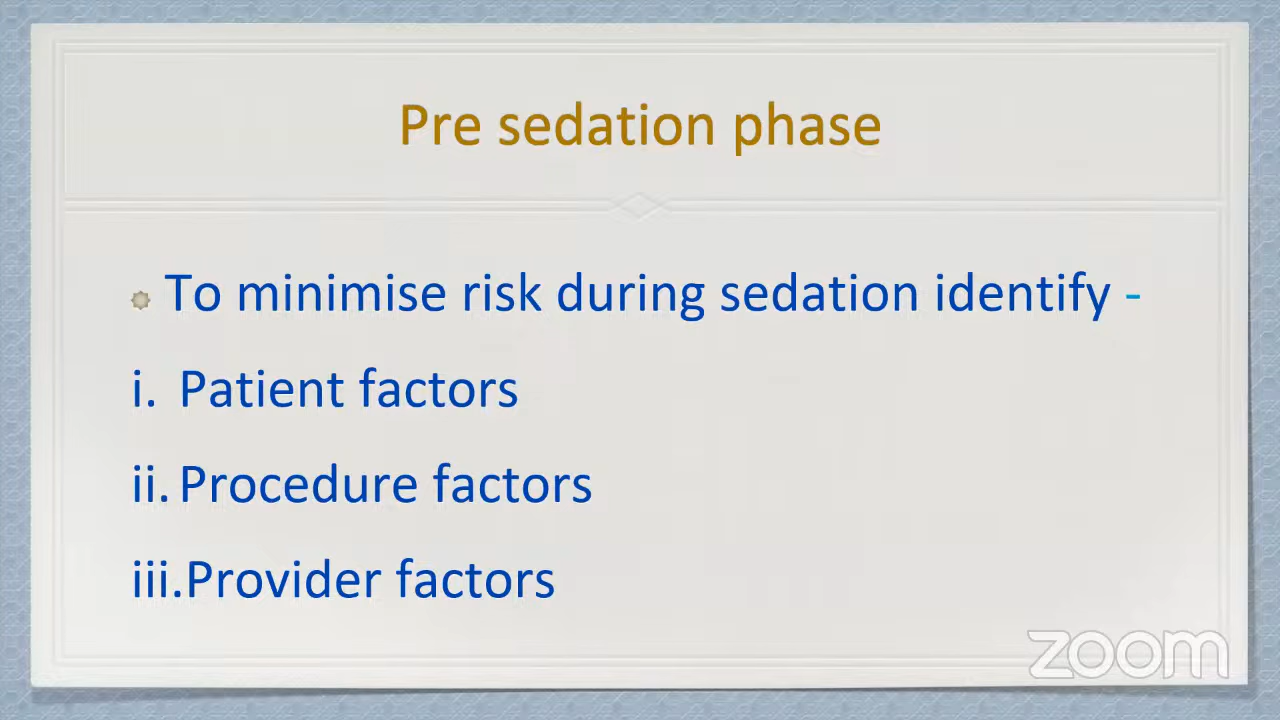 Pre sedation phase
To minimise risk during sedation identify -
i. Patient factors
ii. Procedure factors
iii.Provider factors
zoom